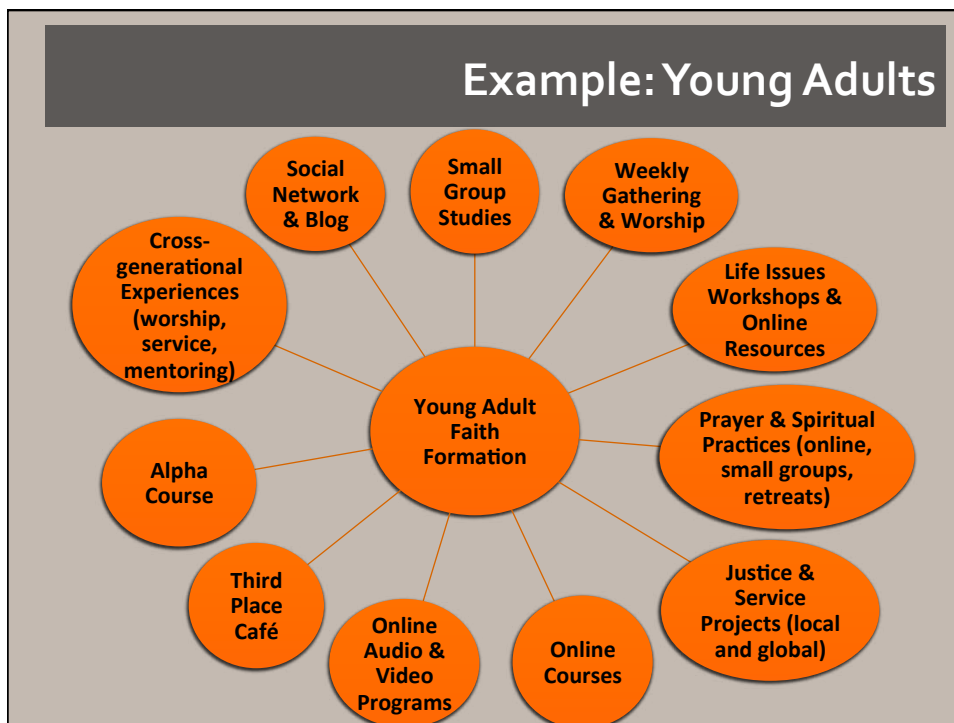 Example: Young Adults
Social
Network
& Blog
Small
Group
Studies
Weekly
Gathering
& Worship
Life Issues
Workshops &
Online
Resources
Prayer & Spiritual
Practices (online,
small groups,
retreats)
Justice &
Service
Projects (local
and global)
Online
Courses
Online
Audio &
Video
Programs
Third
Place
Café
Alpha
Course
Cross-
generational
Experiences
(worship,
service,
mentoring)
Young Adult
Faith
Formation